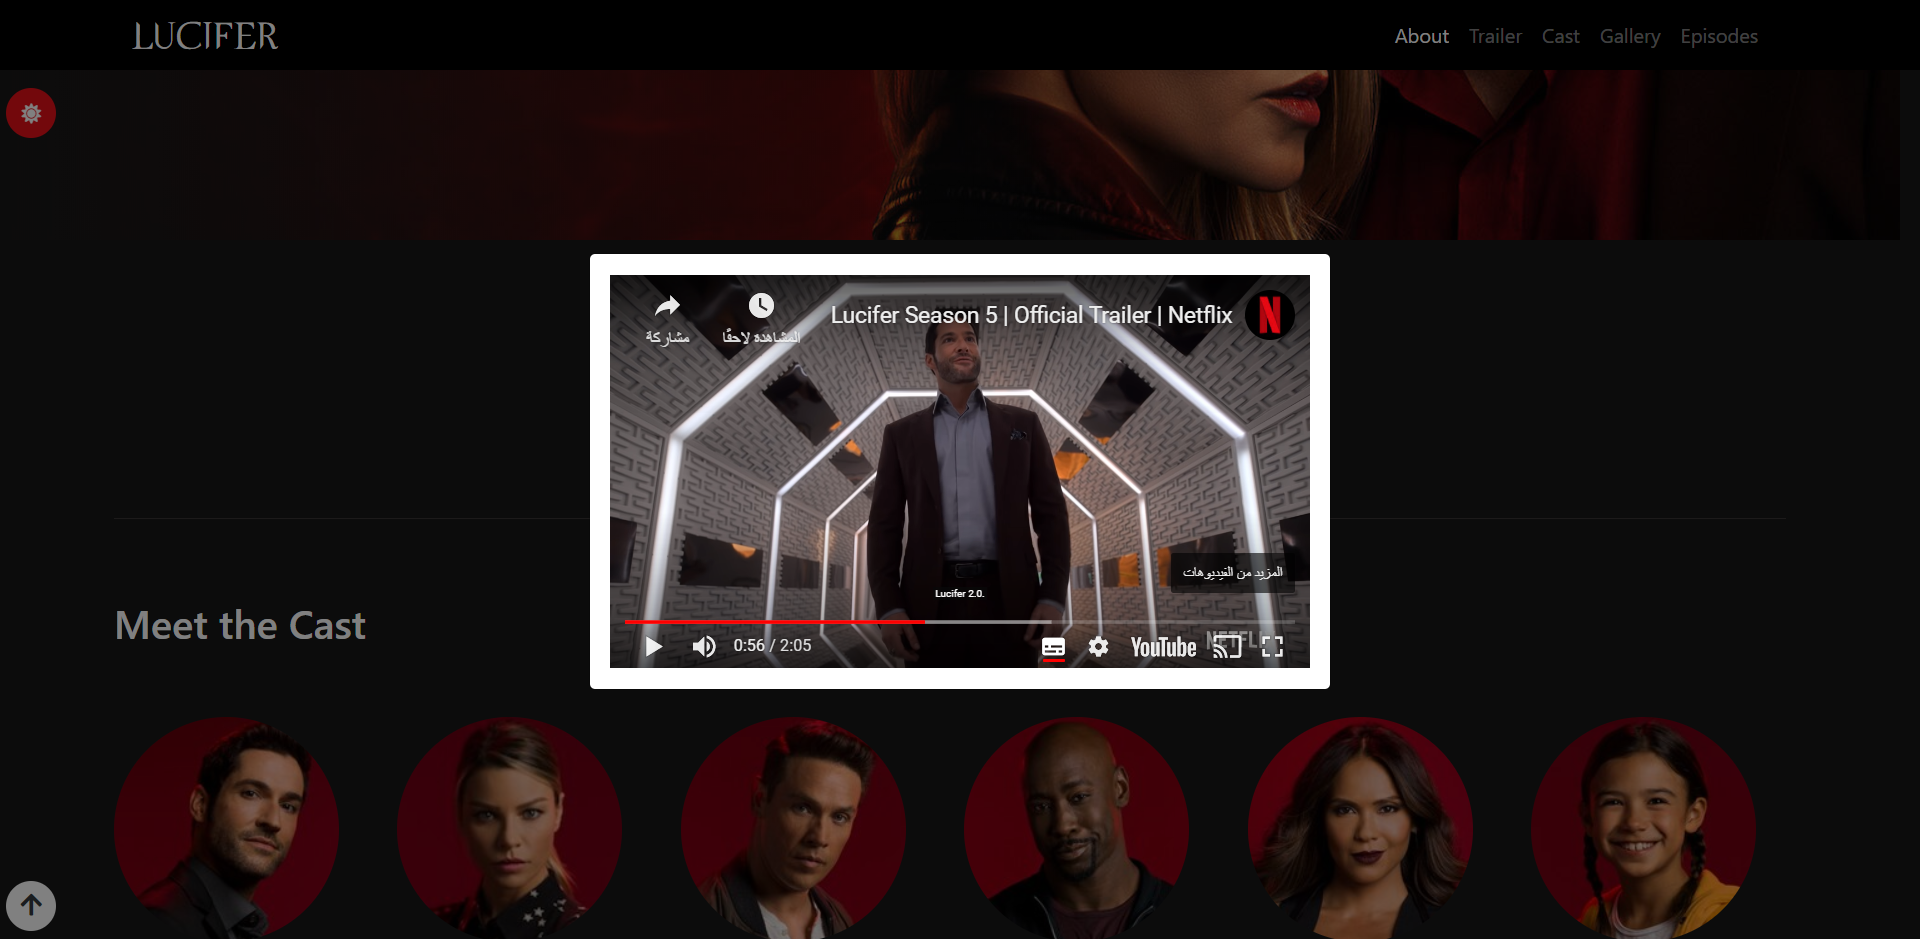 LUCIFER
About Trailer Cast Gallery Episodes
Lucifer Season 5 | Official Trailer | Netflix
مشاركة
المشاهدة لاحقًا
المزيد من الفيديوهات
Lucifer 2.0.
0:56 / 2:05
YouTube
NETFLI
Meet the Cast